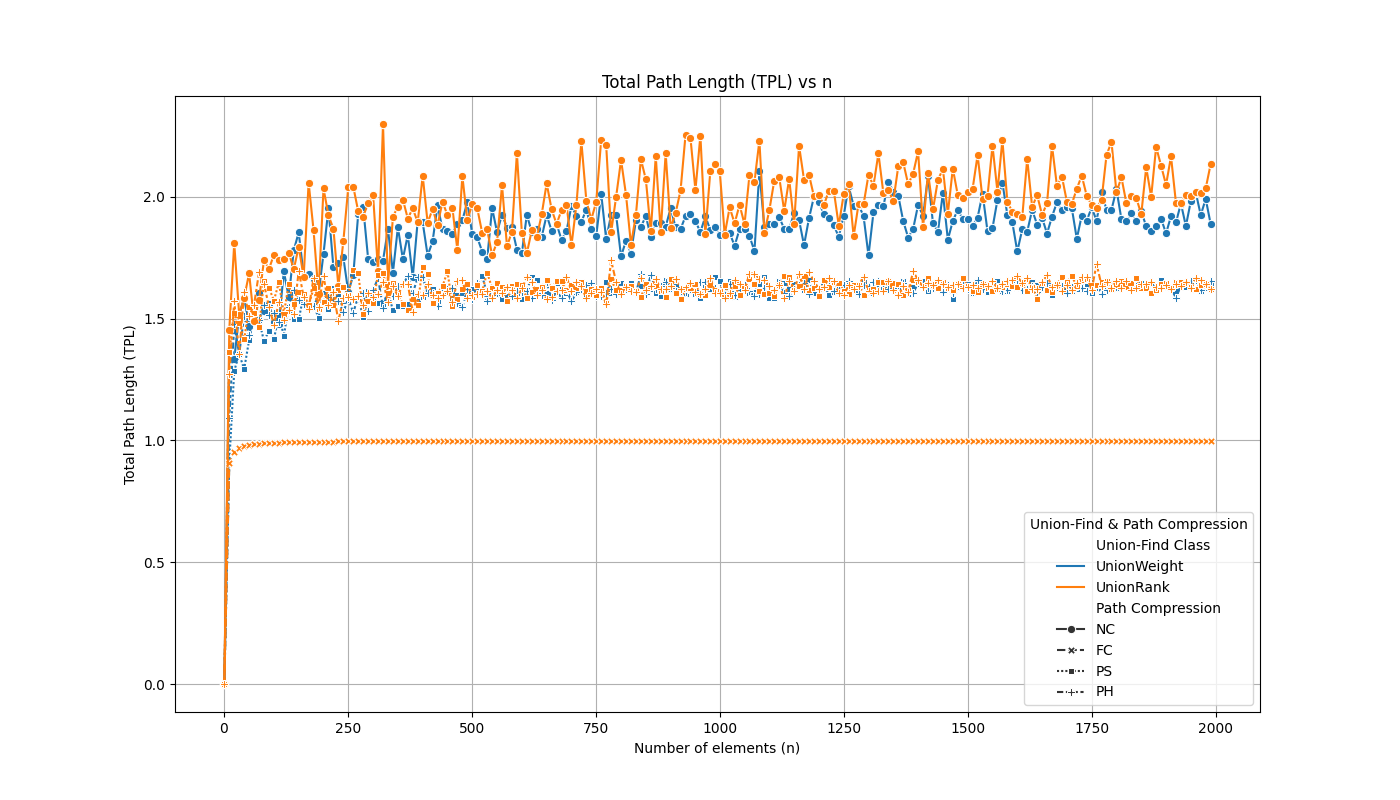 Total Path Length (TPL) vs n
Total Path Length (TPL)
2.0
1.5
1.0
0.5
0.0
0 250 500 750 1000 1250 1500 1750 2000
Number of elements (n)
Union-Find & Path Compression
Union-Find Class
UnionWeight
UnionRank
Path Compression
NC
FC
PS
PH